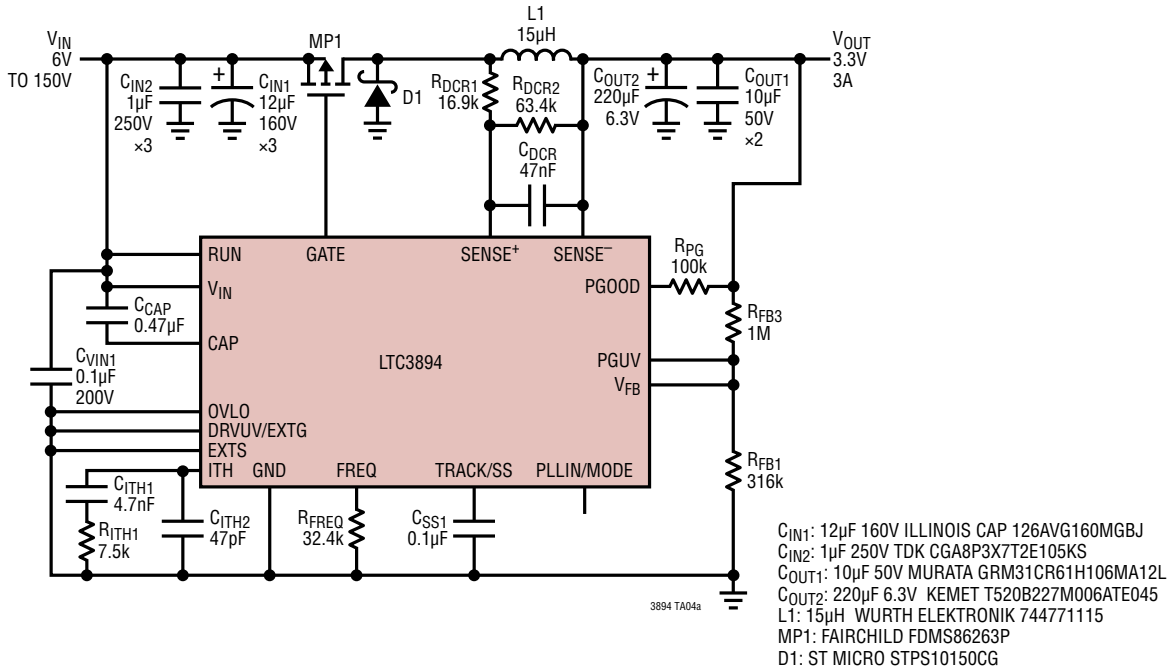 VIN
6V
TO 150V
CIN2
1µF
250V
×3
+
CIN1
12µF
160V
×3
MP1
D1
L1
15µH
RDCR1
16.9k
RDCR2
63.4k
CDCR
47nF
COUT2
220µF
6.3V
+
COUT1
10µF
50V
×2
VOUT
3.3V
3A
RUN
GATE
SENSE+
SENSE–
VIN
PGOOD
RPG
100k
CCAP
0.47µF
CAP
RFB3
1M
LTC3894
PGUV
VFB
CVIN1
0.1µF
200V
OVLO
DRVUV/EXTG
EXTS
ITH
GND
FREQ
TRACK/SS
PLLIN/MODE
CITH1
4.7nF
RITH1
7.5k
CITH2
47pF
RFREQ
32.4k
CSS1
0.1µF
RFB1
316k
3894 TA04a
CIN1: 12µF 160V ILLINOIS CAP 126AVG160MGBJ
CIN2: 1µF 250V TDK CGA8P3X7T2E105KS
COUT1: 10µF 50V MURATA GRM31CR61H106MA12L
COUT2: 220µF 6.3V KEMET T520B227M006ATE045
L1: 15µH WURTH ELEKTRONIK 744771115
MP1: FAIRCHILD FDMS86263P
D1: ST MICRO STPS10150CG